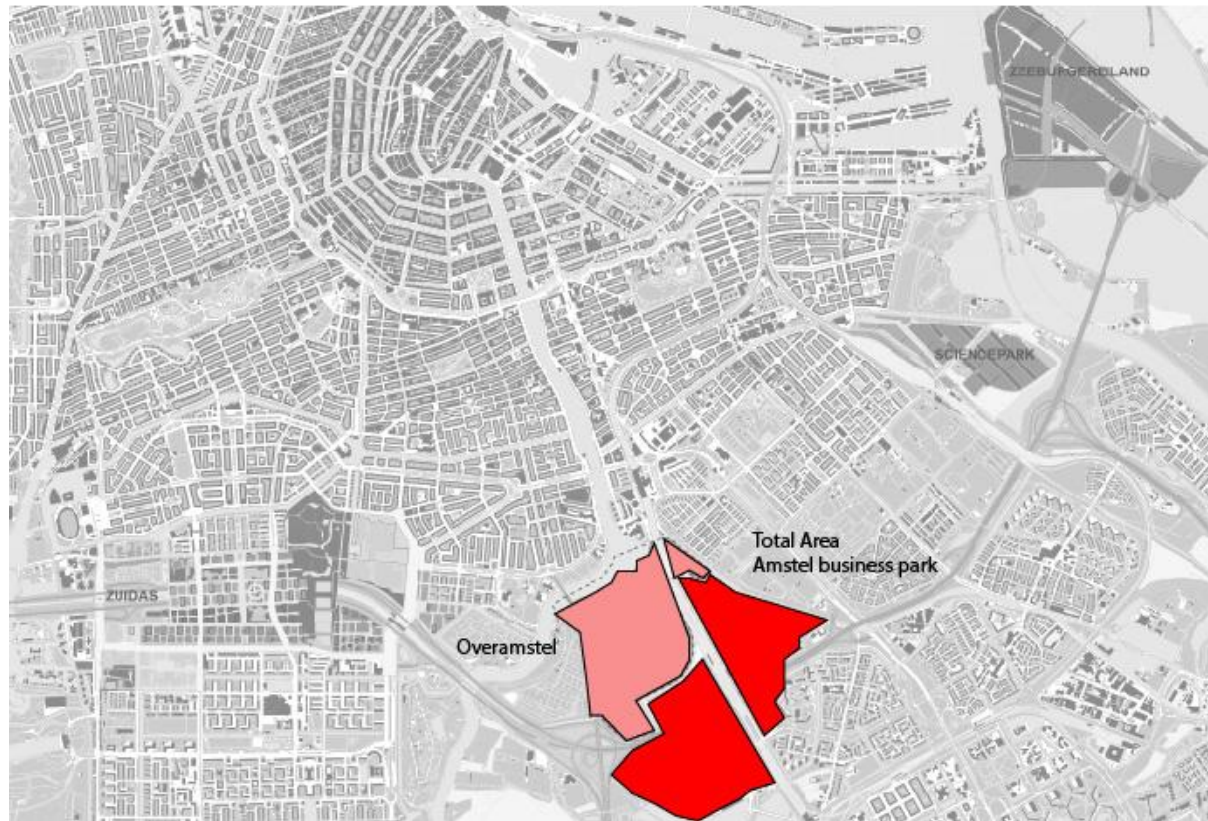 ZEEBURGEREILAND
SCIENCEPARK
Total Area
Amstel business park
ZUIDAS
Overamstel